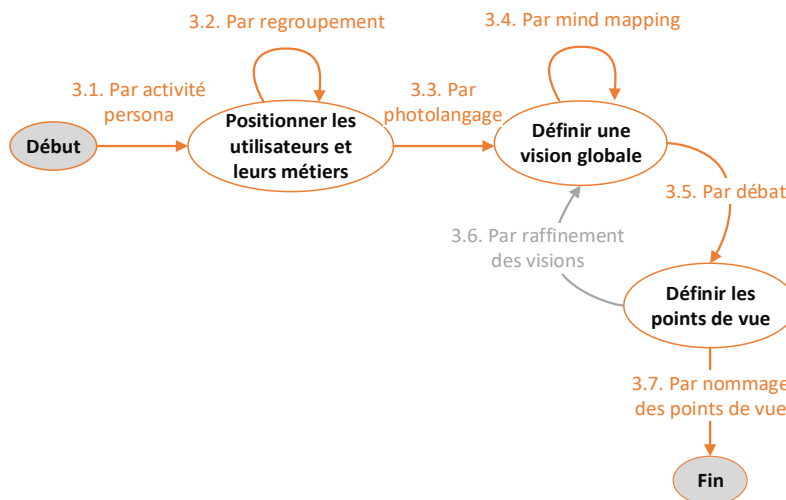 3.2. Par regroupement
3.4. Par mind mapping
3.1. Par activité
persona
3.3. Par
photolangage
Début
Positionner les
utilisateurs et
leurs métiers
Définir une
vision globale
3.5. Par débat
3.6. Par raffinement
des visions
Définir les
points de vue
3.7. Par nommage
des points de vue
Fin